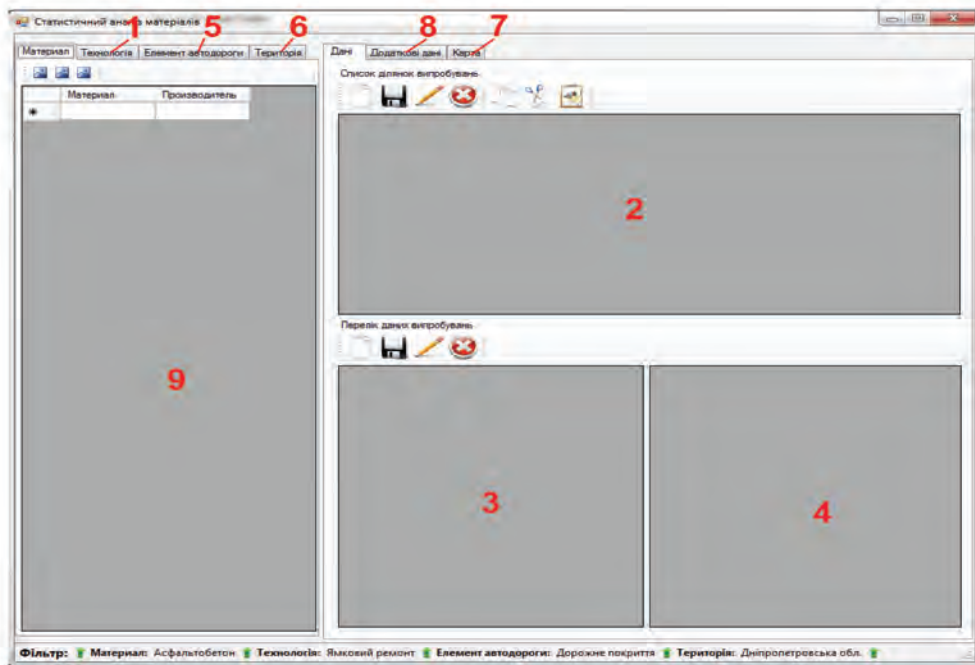 Статистичний аналіз матеріалів
1 5 6 8 7
Материал Технологія Елемент автодороги Територія Дані Додаткові дані Карта
Список ділянок випробувань
Материал Производитель
2
Перелік даних випробувань
9
3 4
Фільтр: Материал: Асфальтобетон Технологія: Ямковий ремонт Елемент автодороги: Дорожне покриття Територія: Дніпропетровська обл.